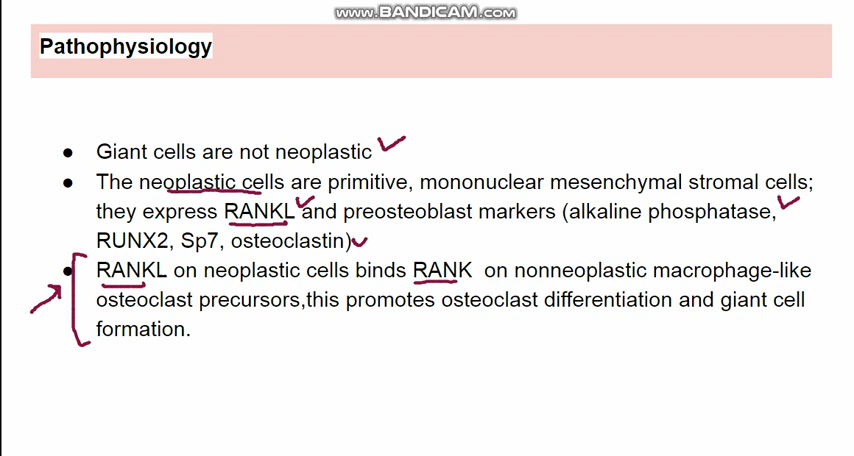 www.BANDICAM.com
Pathophysiology
● Giant cells are not neoplastic
● The neoplastic cells are primitive, mononuclear mesenchymal stromal cells;
they express RANKL and preosteoblast markers (alkaline phosphatase,
RUNX2, Sp7, osteoclastin)
● RANKL on neoplastic cells binds RANK on nonneoplastic macrophage-like
osteoclast precursors,this promotes osteoclast differentiation and giant cell
formation.